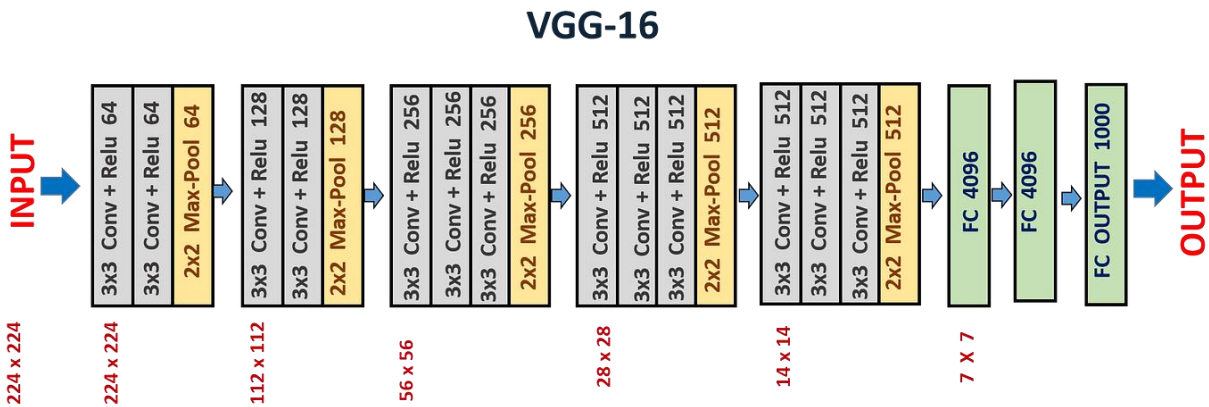 VGG-16
INPUT
3x3 Conv + Relu 64
3x3 Conv + Relu 64
2x2 Max-Pool 64
3x3 Conv + Relu 128
3x3 Conv + Relu 128
2x2 Max-Pool 128
3x3 Conv + Relu 256
3x3 Conv + Relu 256
3x3 Conv + Relu 256
2x2 Max-Pool 256
3x3 Conv + Relu 512
3x3 Conv + Relu 512
3x3 Conv + Relu 512
2x2 Max-Pool 512
3x3 Conv + Relu 512
3x3 Conv + Relu 512
3x3 Conv + Relu 512
2x2 Max-Pool 512
FC 4096
FC 4096
FC OUTPUT 1000
OUTPUT
224 x 224
224 x 224
112 x 112
56 x 56
28 x 28
14 x 14
7 X 7